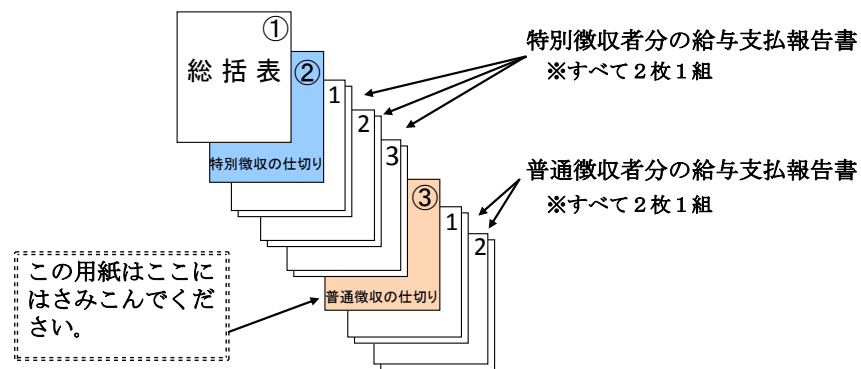 ①
総括表
②
特別徴収の仕切り
1
2
3
特別徴収者分の給与支払報告書
※すべて２枚１組
③
普通徴収の仕切り
1
2
普通徴収者分の給与支払報告書
※すべて２枚１組
この用紙はここに
はさみこんでくだ
さい。